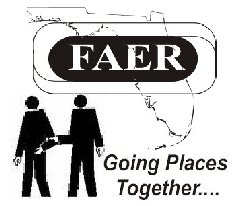 FAER
Going Places
Together....